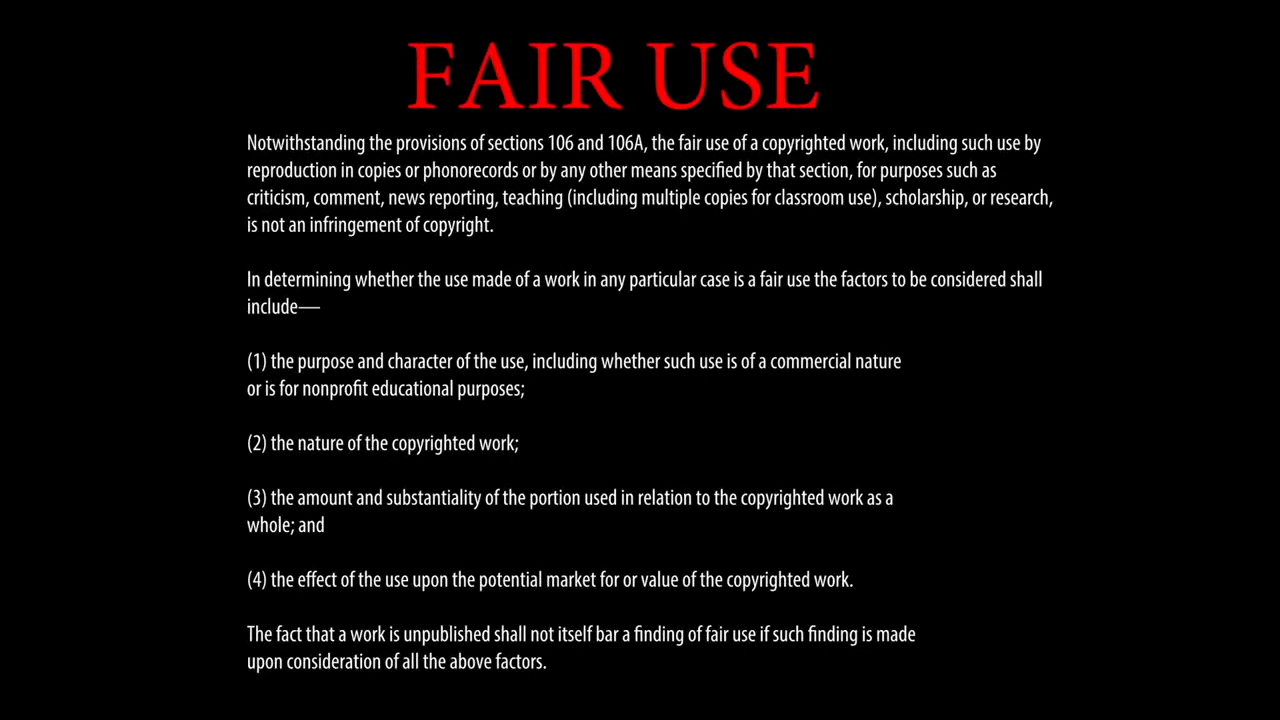 FAIR USE
Notwithstanding the provisions of sections 106 and 106A, the fair use of a copyrighted work, including such use by
reproduction in copies or phonorecords or by any other means specified by that section, for purposes such as
criticism, comment, news reporting, teaching (including multiple copies for classroom use), scholarship, or research,
is not an infringement of copyright.
In determining whether the use made of a work in any particular case is a fair use the factors to be considered shall
include—
(1) the purpose and character of the use, including whether such use is of a commercial nature
or is for nonprofit educational purposes;
(2) the nature of the copyrighted work;
(3) the amount and substantiality of the portion used in relation to the copyrighted work as a
whole; and
(4) the effect of the use upon the potential market for or value of the copyrighted work.
The fact that a work is unpublished shall not itself bar a finding of fair use if such finding is made
upon consideration of all the above factors.